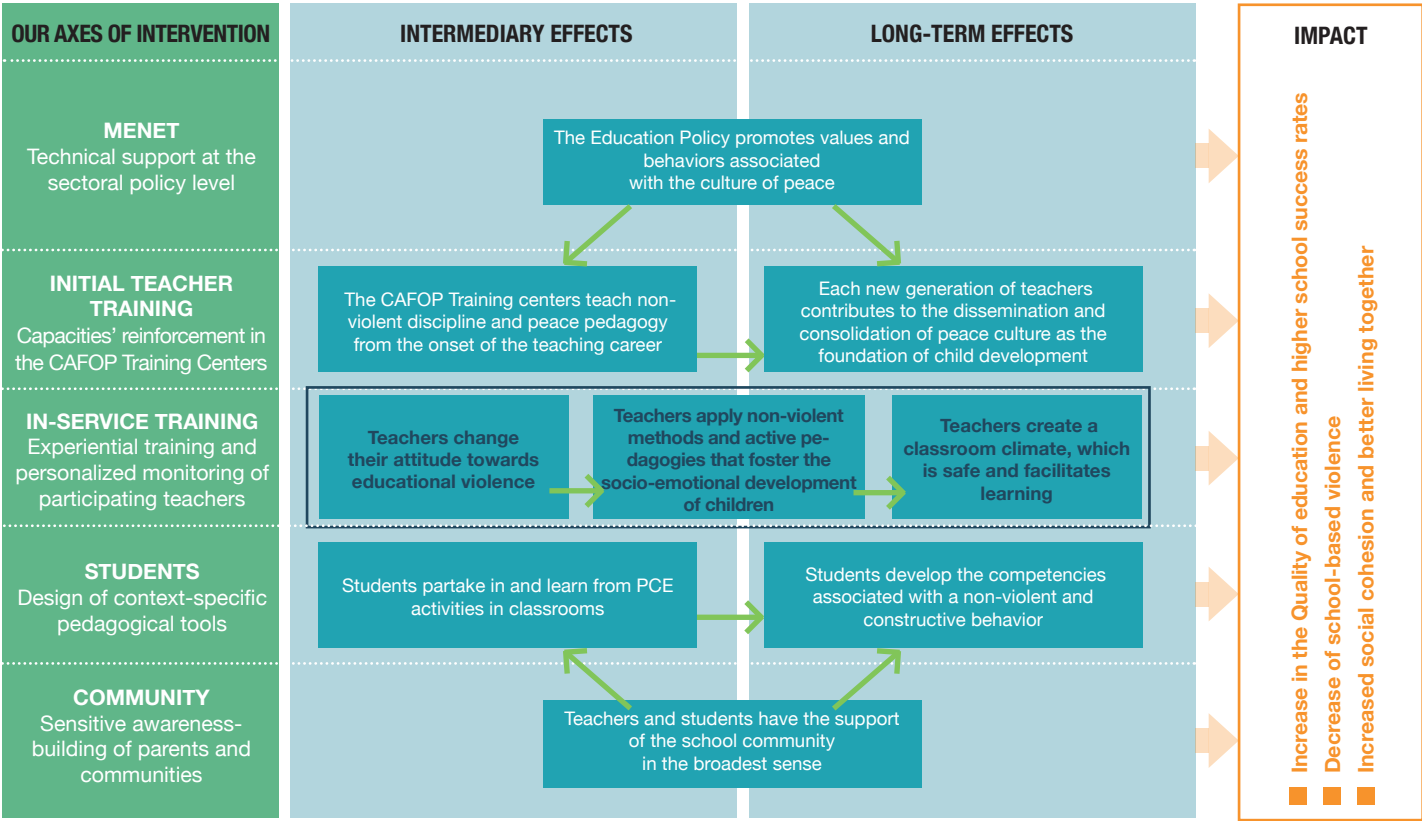 OUR AXES OF INTERVENTION
INTERMEDIARY EFFECTS
LONG-TERM EFFECTS
IMPACT
MENET
Technical support at the
sectoral policy level
The Education Policy promotes values and
behaviors associated
with the culture of peace
INITIAL TEACHER
TRAINING
Capacities' reinforcement in
the CAFOP Training Centers
The CAFOP Training centers teach non-
violent discipline and peace pedagogy
from the onset of the teaching career
Each new generation of teachers
contributes to the dissemination and
consolidation of peace culture as the
foundation of child development
IN-SERVICE TRAINING
Experiential training and
personalized monitoring of
participating teachers
Teachers change
their attitude towards
educational violence
Teachers apply non-violent
methods and active pe-
dagogies that foster the
socio-emotional development
of children
Teachers create a
classroom climate, which
is safe and facilitates
learning
STUDENTS
Design of context-specific
pedagogical tools
Students partake in and learn from PCE
activities in classrooms
Students develop the competencies
associated with a non-violent and
constructive behavior
COMMUNITY
Sensitive awareness-
building of parents and
communities
Teachers and students have the support
of the school community
in the broadest sense
Increase in the Quality of education and higher school success rates
Decrease of school-based violence
Increased social cohesion and better living together